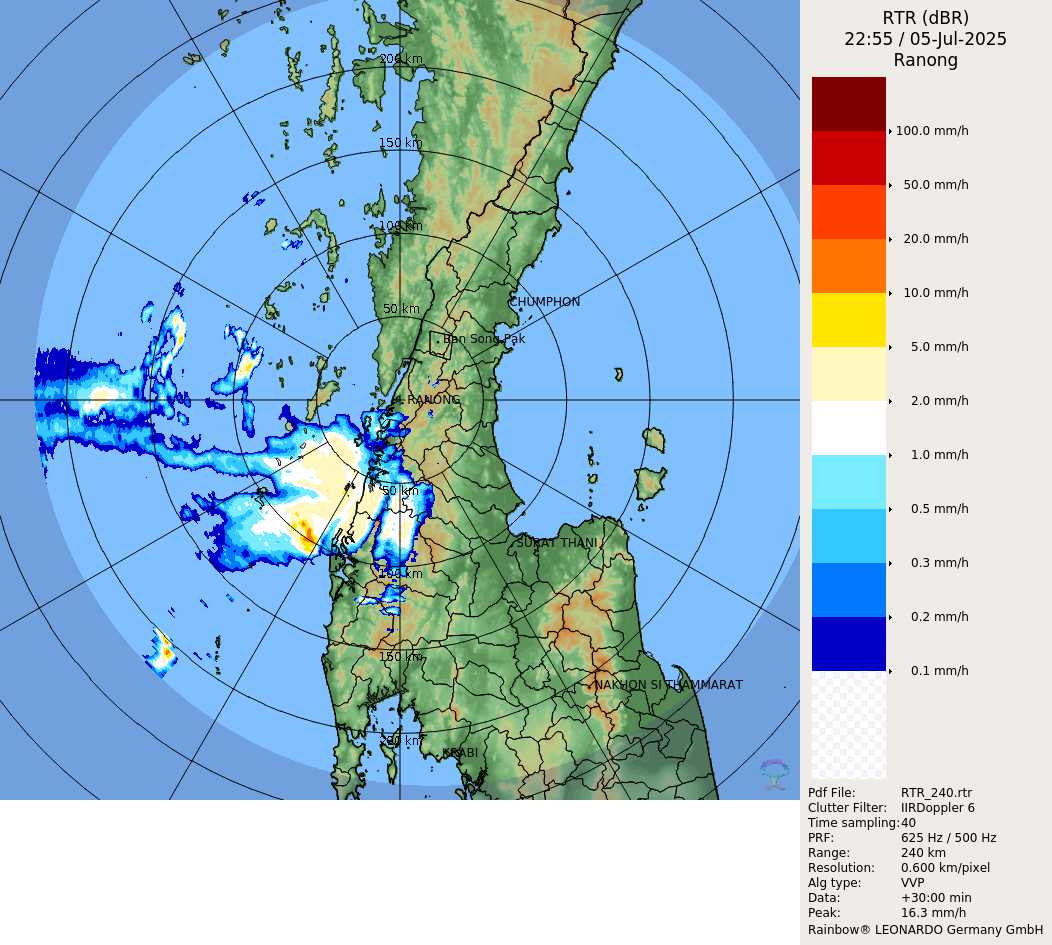 RTR (dBR)
22:55 / 05-Jul-2025
Ranong
200 km
150 km
100 km
50 km
CHUMPHON
Ban Song Pak
RANONG
50 km
SURAT THANI
100 km
150 km
NAKHON SI THAMMARAT
200 km
KRABI
100.0 mm/h
50.0 mm/h
20.0 mm/h
10.0 mm/h
5.0 mm/h
2.0 mm/h
1.0 mm/h
0.5 mm/h
0.3 mm/h
0.2 mm/h
0.1 mm/h
Pdf File: RTR_240.rtr
Clutter Filter: IIRDoppler 6
Time sampling:40
PRF: 625 Hz / 500 Hz
Range: 240 km
Resolution: 0.600 km/pixel
Alg type: VVP
Data: +30:00 min
Peak: 16.3 mm/h
Rainbow® LEONARDO Germany GmbH